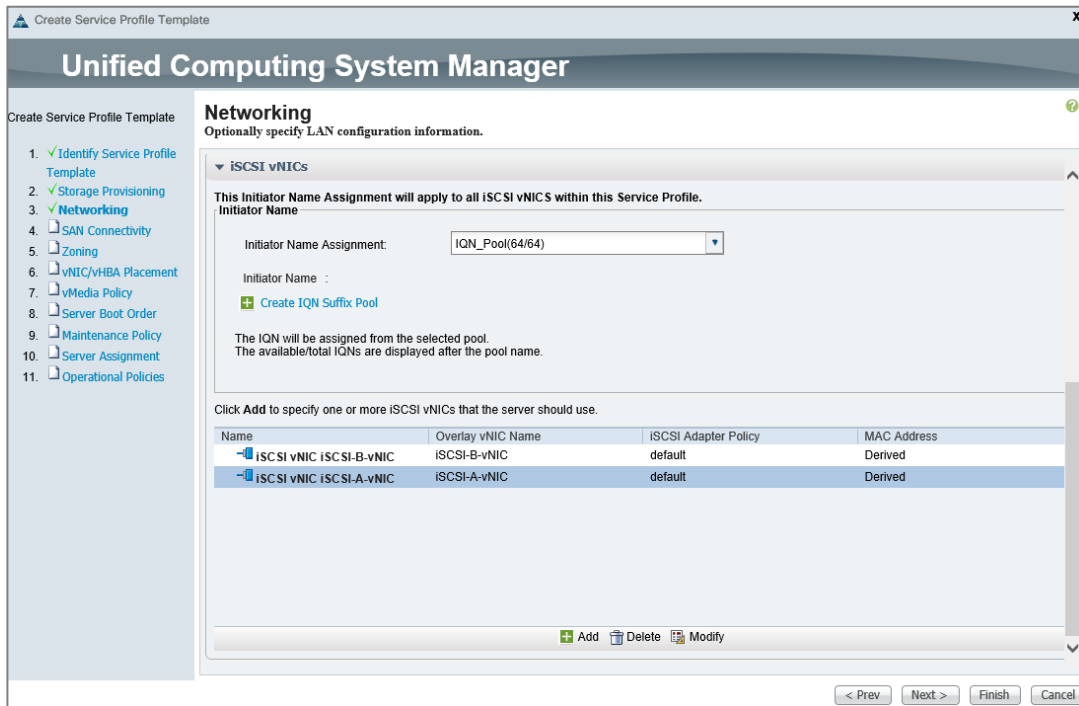 Create Service Profile Template
x
Unified Computing System Manager
Create Service Profile Template
1. Identify Service Profile
Template
2. Storage Provisioning
3. Networking
4. SAN Connectivity
5. Zoning
6. vNIC/vHBA Placement
7. vMedia Policy
8. Server Boot Order
9. Maintenance Policy
10. Server Assignment
11. Operational Policies
Networking
Optionally specify LAN configuration information.
?
iSCSI vNICs
This Initiator Name Assignment will apply to all iSCSI vNICS within this Service Profile.
Initiator Name
Initiator Name Assignment: IQN_Pool(64/64)
Initiator Name :
Create IQN Suffix Pool
The IQN will be assigned from the selected pool.
The available/total IQNs are displayed after the pool name.
Click Add to specify one or more iSCSI vNICs that the server should use.
Name Overlay vNIC Name iSCSI Adapter Policy MAC Address
iSCSI vNIC iSCSI-B-vNIC iSCSI-B-vNIC default Derived
iSCSI vNIC iSCSI-A-vNIC iSCSI-A-vNIC default Derived
Add Delete Modify
< Prev Next > Finish Cancel